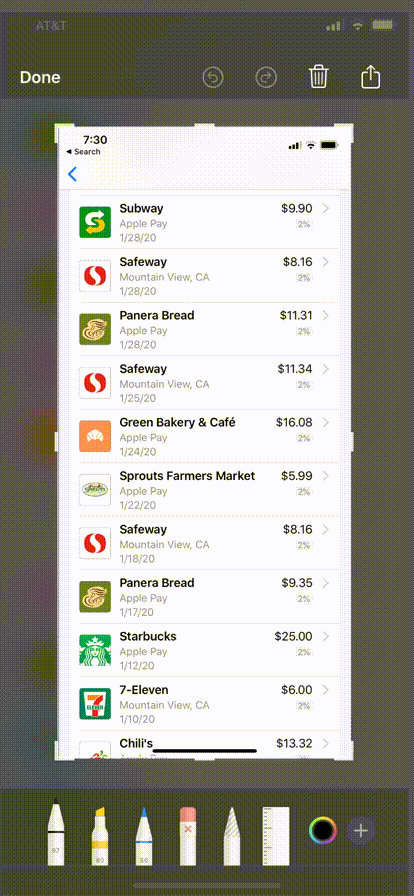 AT&T
Done
7:30
◀ Search
Subway $9.90
Apple Pay 2%
1/28/20
Safeway $8.16
Mountain View, CA 2%
1/28/20
Panera Bread $11.31
Apple Pay 2%
1/28/20
Safeway $11.34
Mountain View, CA 2%
1/25/20
Green Bakery & Café $16.08
Apple Pay 2%
1/24/20
Sprouts Farmers Market $5.99
Apple Pay 2%
1/22/20
Safeway $8.16
Mountain View, CA 2%
1/18/20
Panera Bread $9.35
Apple Pay 2%
1/17/20
Starbucks $25.00
Apple Pay 2%
1/12/20
7-Eleven $6.00
Mountain View, CA 2%
1/10/20
Chili's $13.32
97 80 50